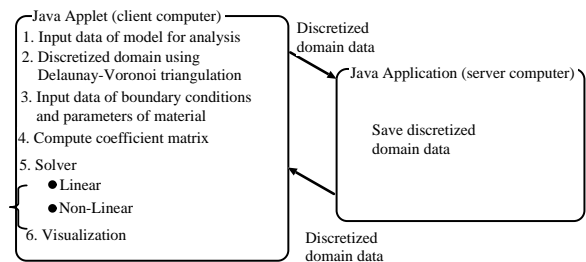 Java Applet (client computer)
1. Input data of model for analysis
2. Discretized domain using
Delaunay-Voronoi triangulation
3. Input data of boundary conditions
and parameters of material
4. Compute coefficient matrix
5. Solver
● Linear
● Non-Linear
6. Visualization
Discretized
domain data
Java Application (server computer)
Save discretized
domain data
Discretized
domain data